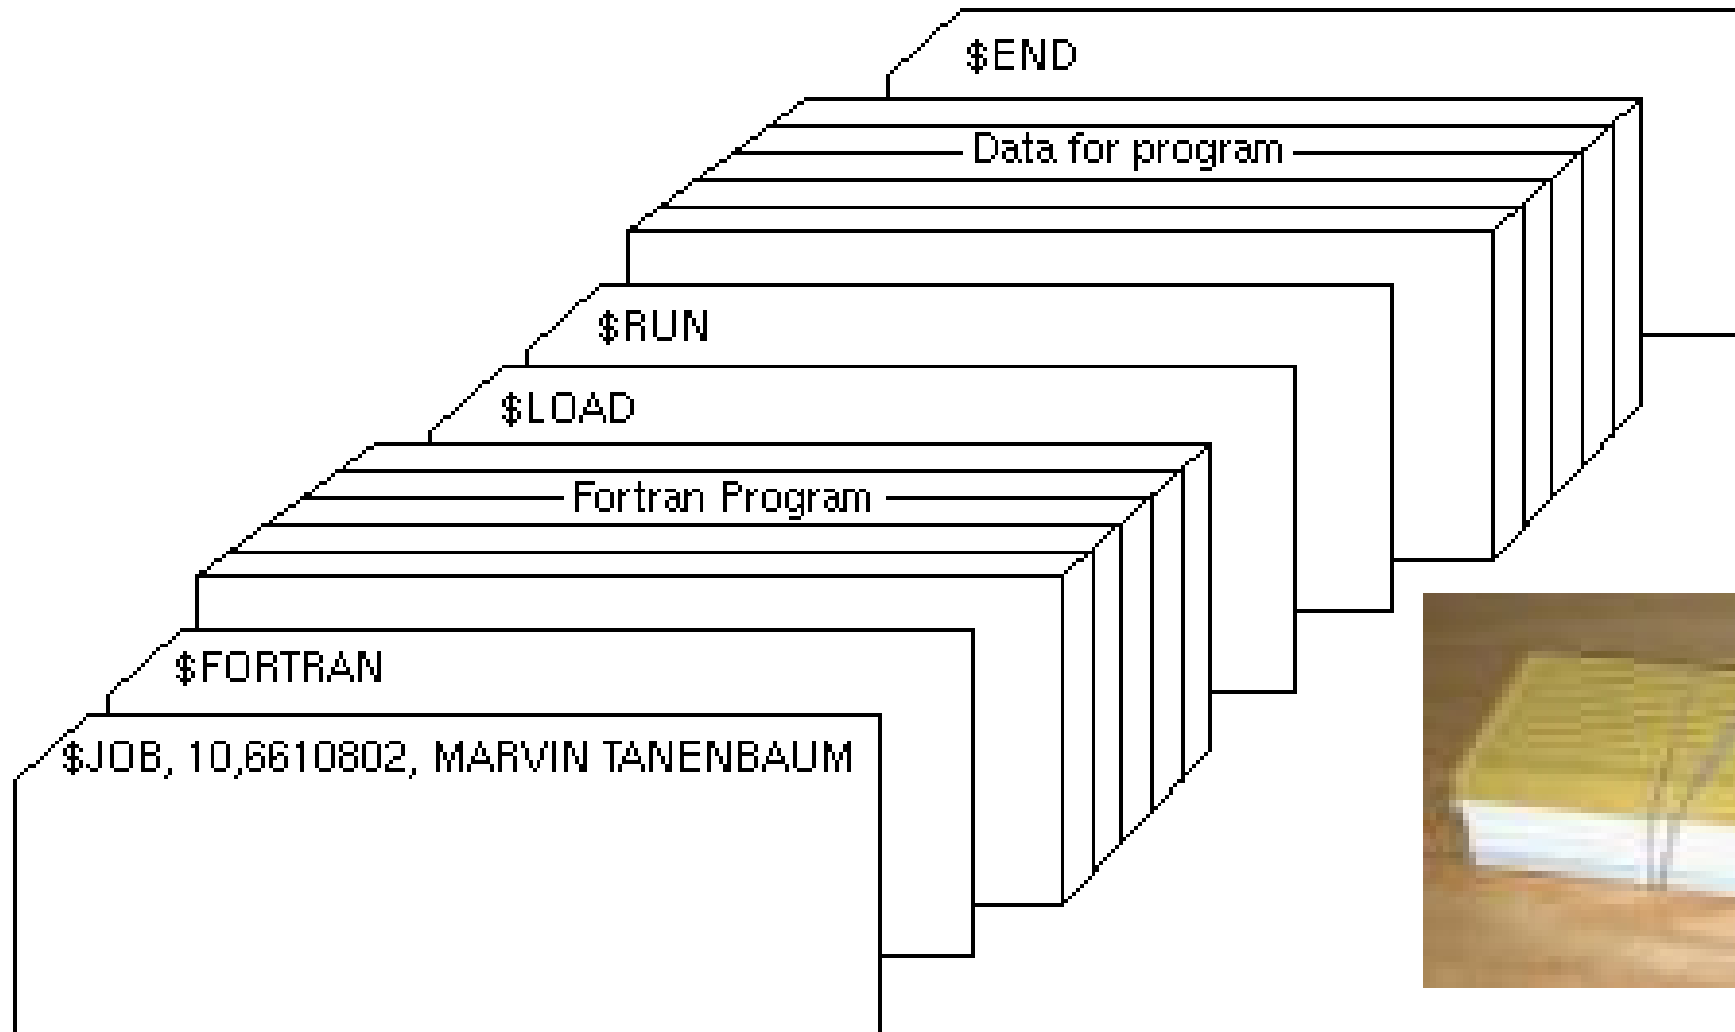 $END
Data for program
$RUN
$LOAD
Fortran Program
$FORTRAN
$JOB, 10,6610802, MARVIN TANENBAUM